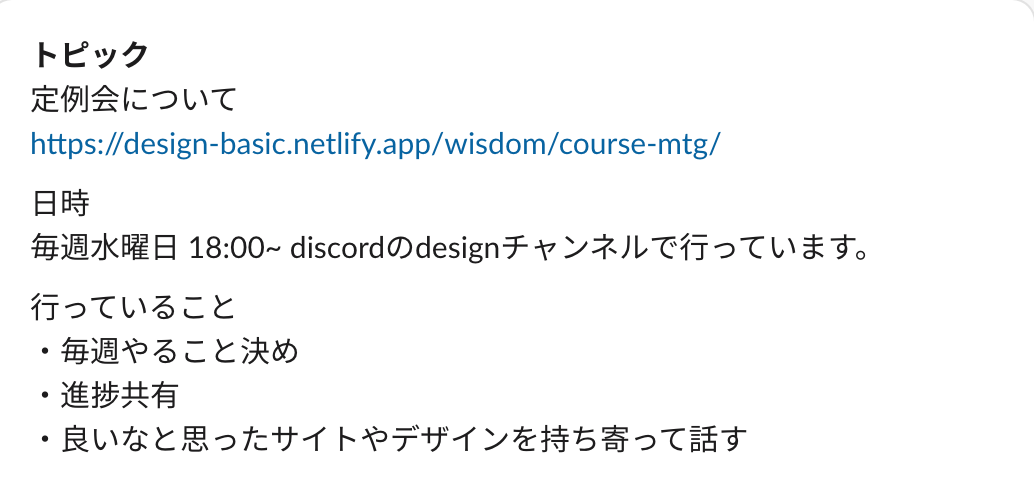 トピック
定例会について
https://design-basic.netlify.app/wisdom/course-mtg/
日時
毎週水曜日 18:00~ discordのdesignチャンネルで行っています。
行っていること
・毎週やること決め
・進捗共有
・良いなと思ったサイトやデザインを持ち寄って話す